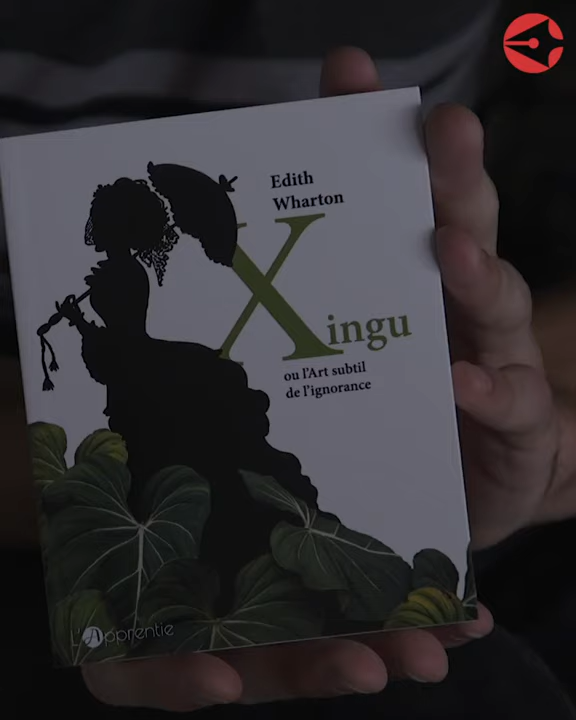 Edith
Wharton
Xingu
ou l'Art subtil
de l'ignorance
L'Apprentie